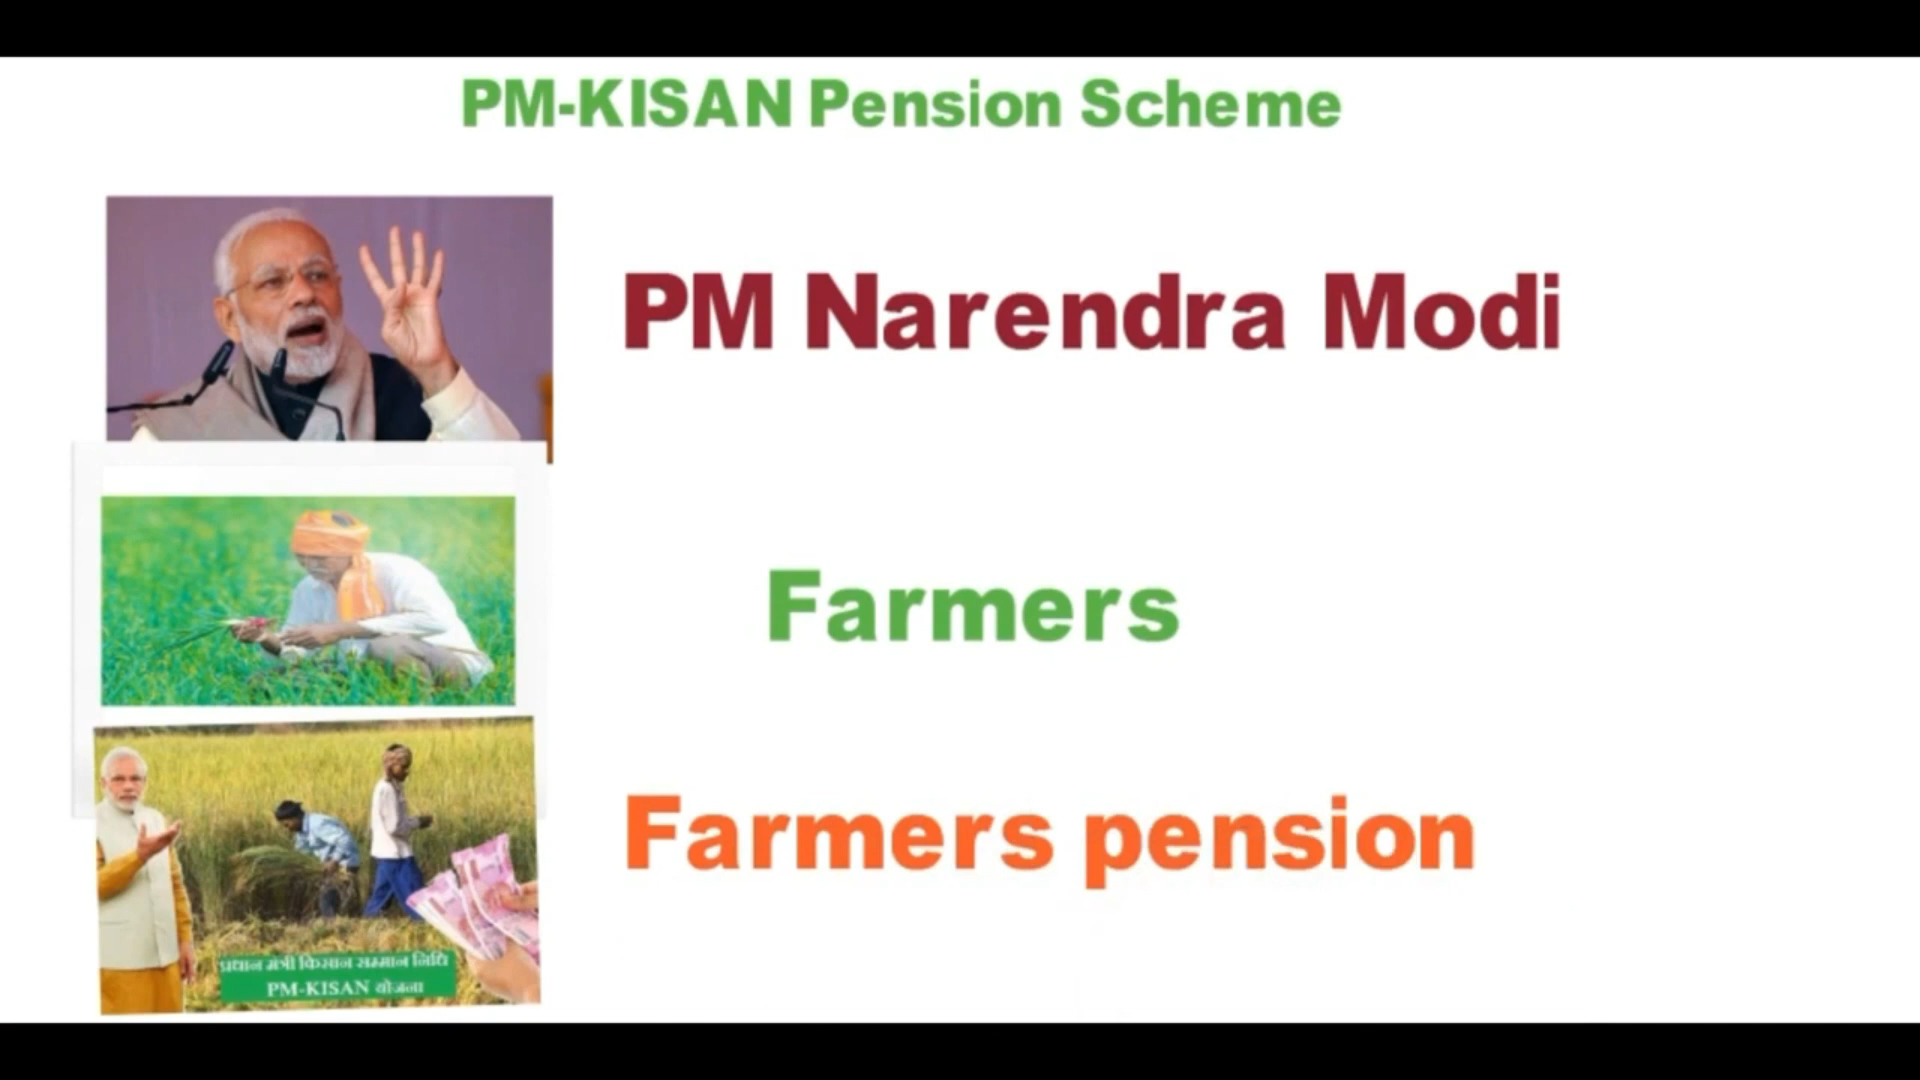 PM-KISAN Pension Scheme
PM Narendra Modi
Farmers
Farmers pension
प्रधान मंत्री किसान सम्मान निधि
PM-KISAN योजना